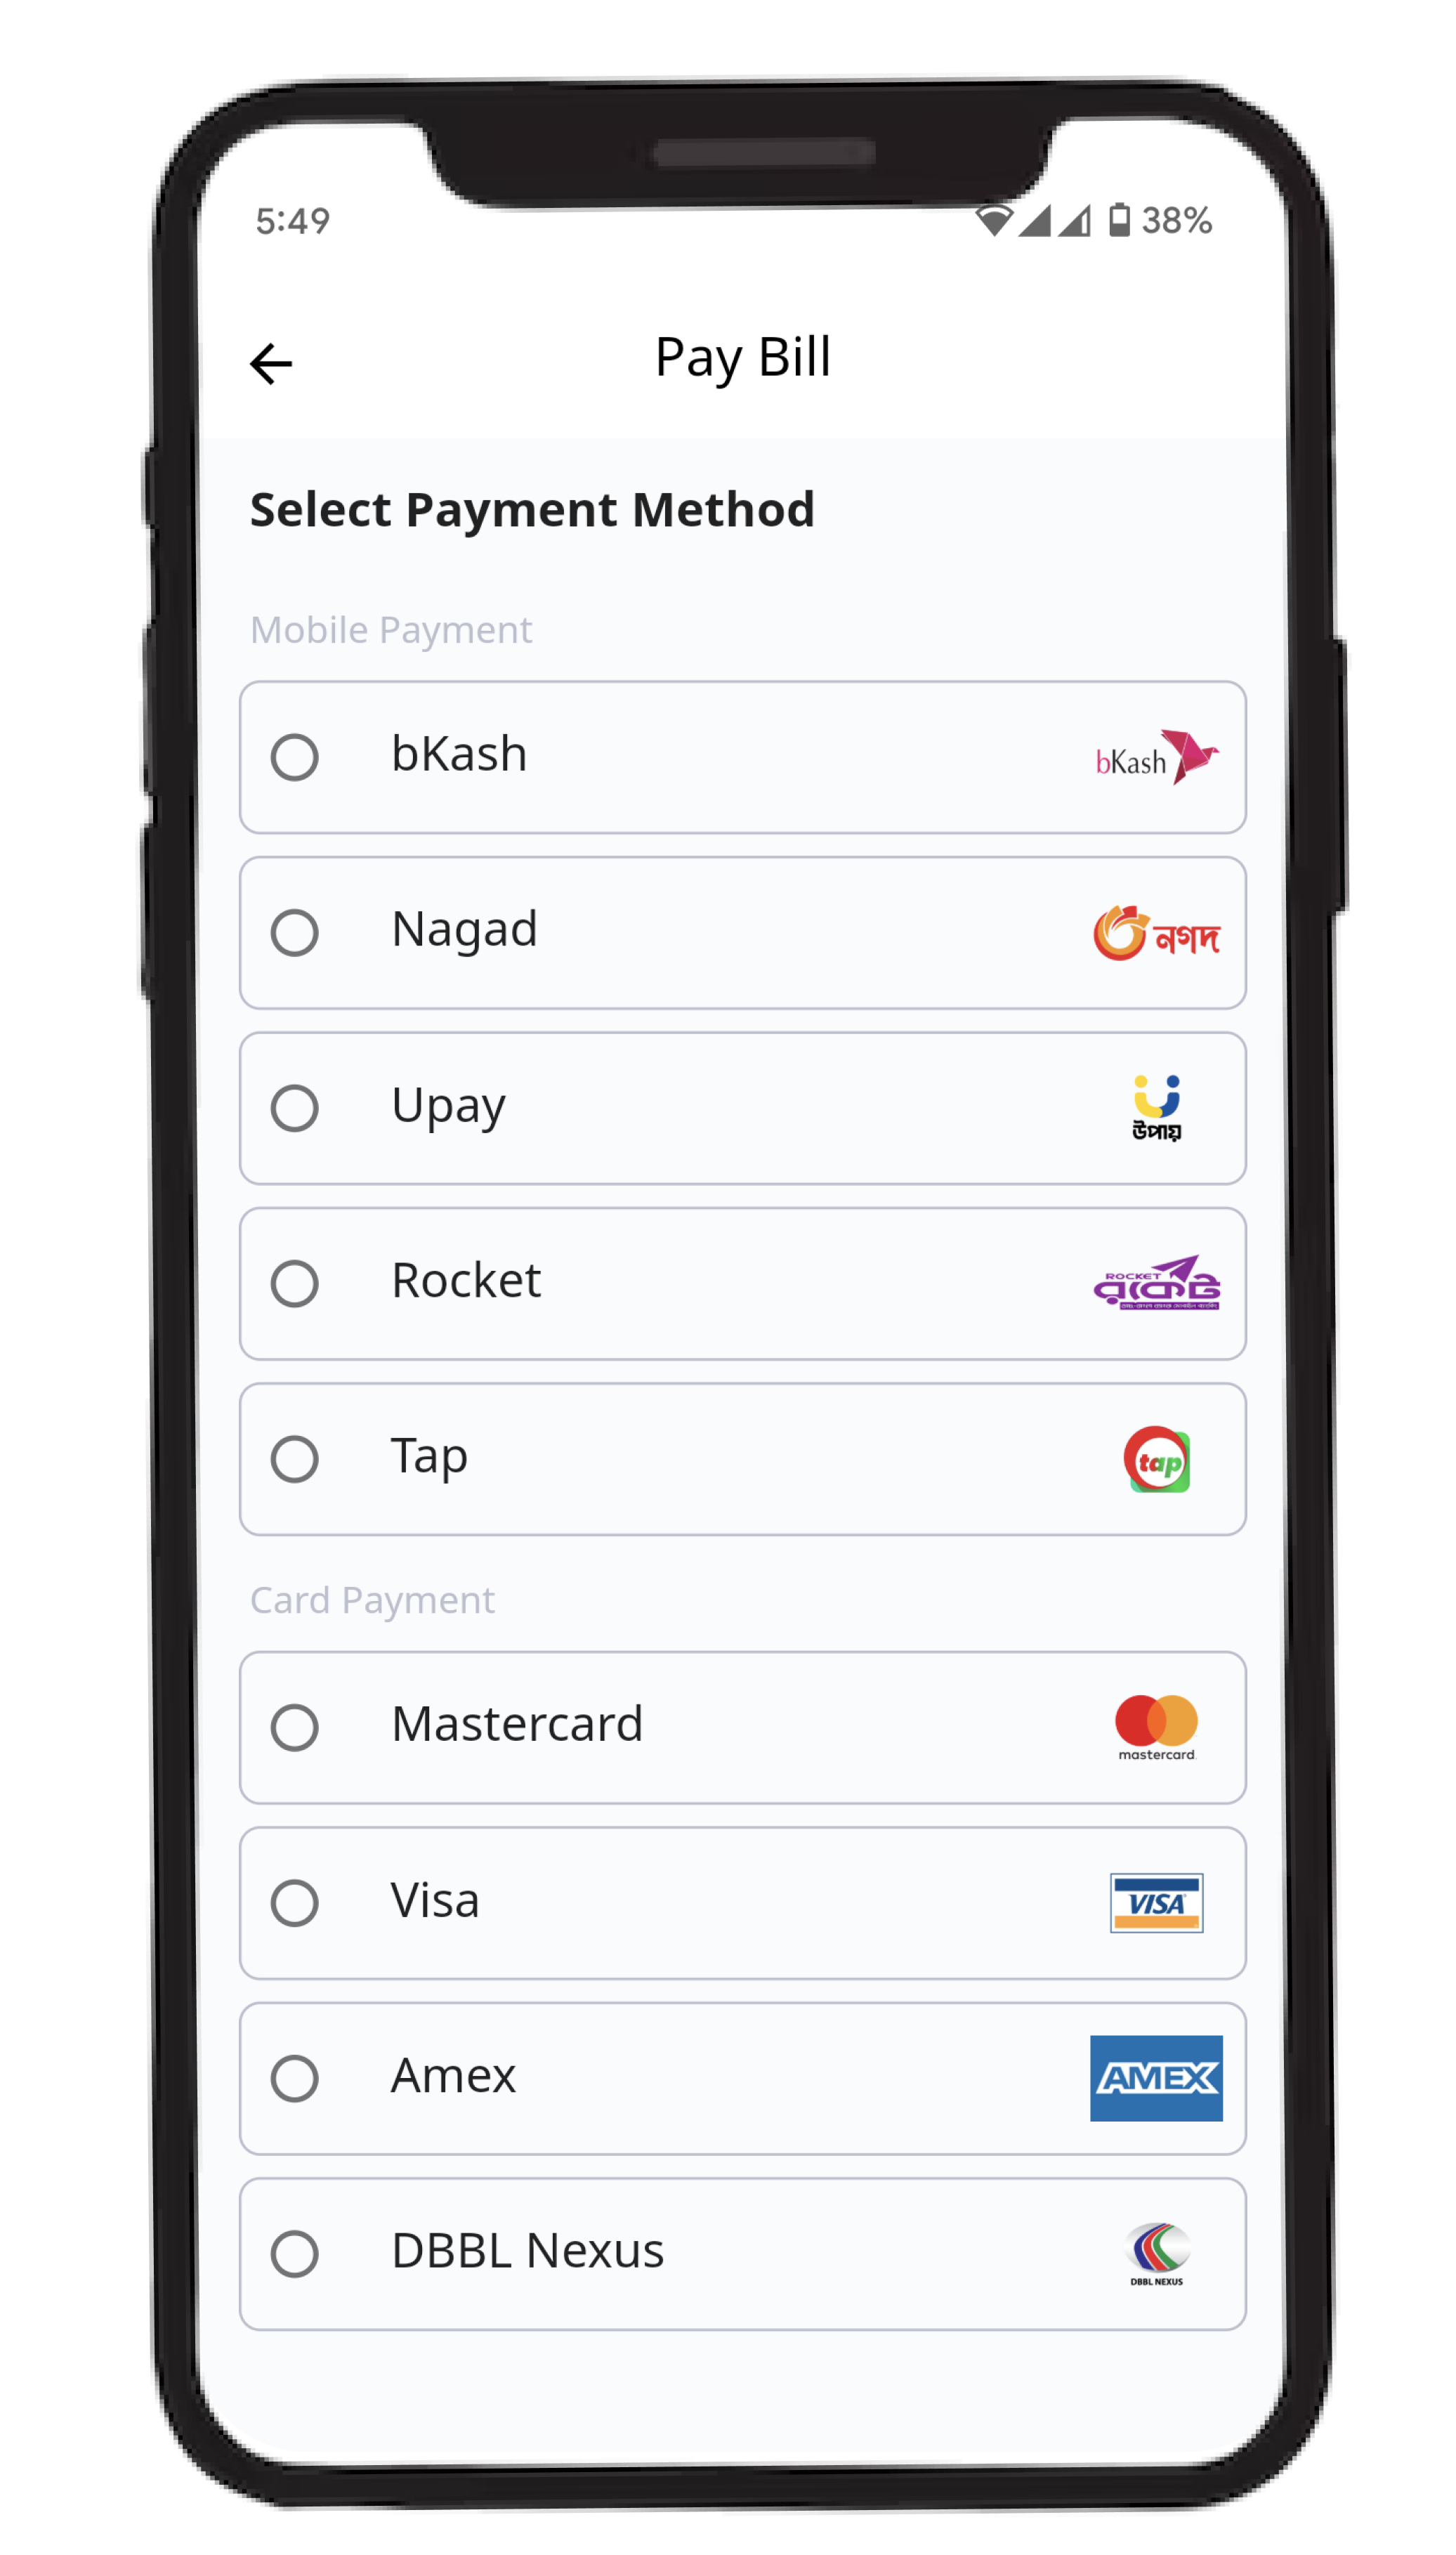 5:49 38%
Pay Bill
Select Payment Method
Mobile Payment
bKash bKash
Nagad নগদ
Upay উপায়
Rocket ROCKET
রকেট
Tap tap
Card Payment
Mastercard mastercard
Visa VISA
Amex AMEX
DBBL Nexus DBBL NEXUS